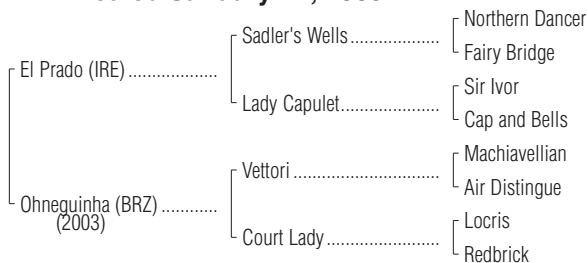 Northern Dancer
Sadler's Wells
Fairy Bridge
El Prado (IRE)
Sir Ivor
Lady Capulet
Cap and Bells
Machiavellian
Vettori
Air Distingue
Ohneguinha (BRZ)
(2003)
Locris
Court Lady
Redbrick